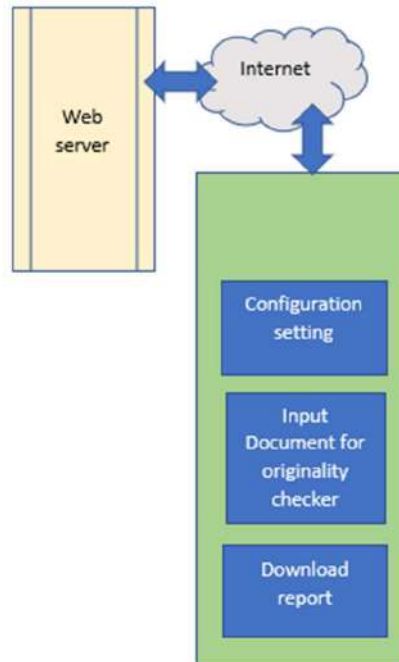 Internet
Web
server
Configuration
setting
Input
Document for
originality
checker
Download
report